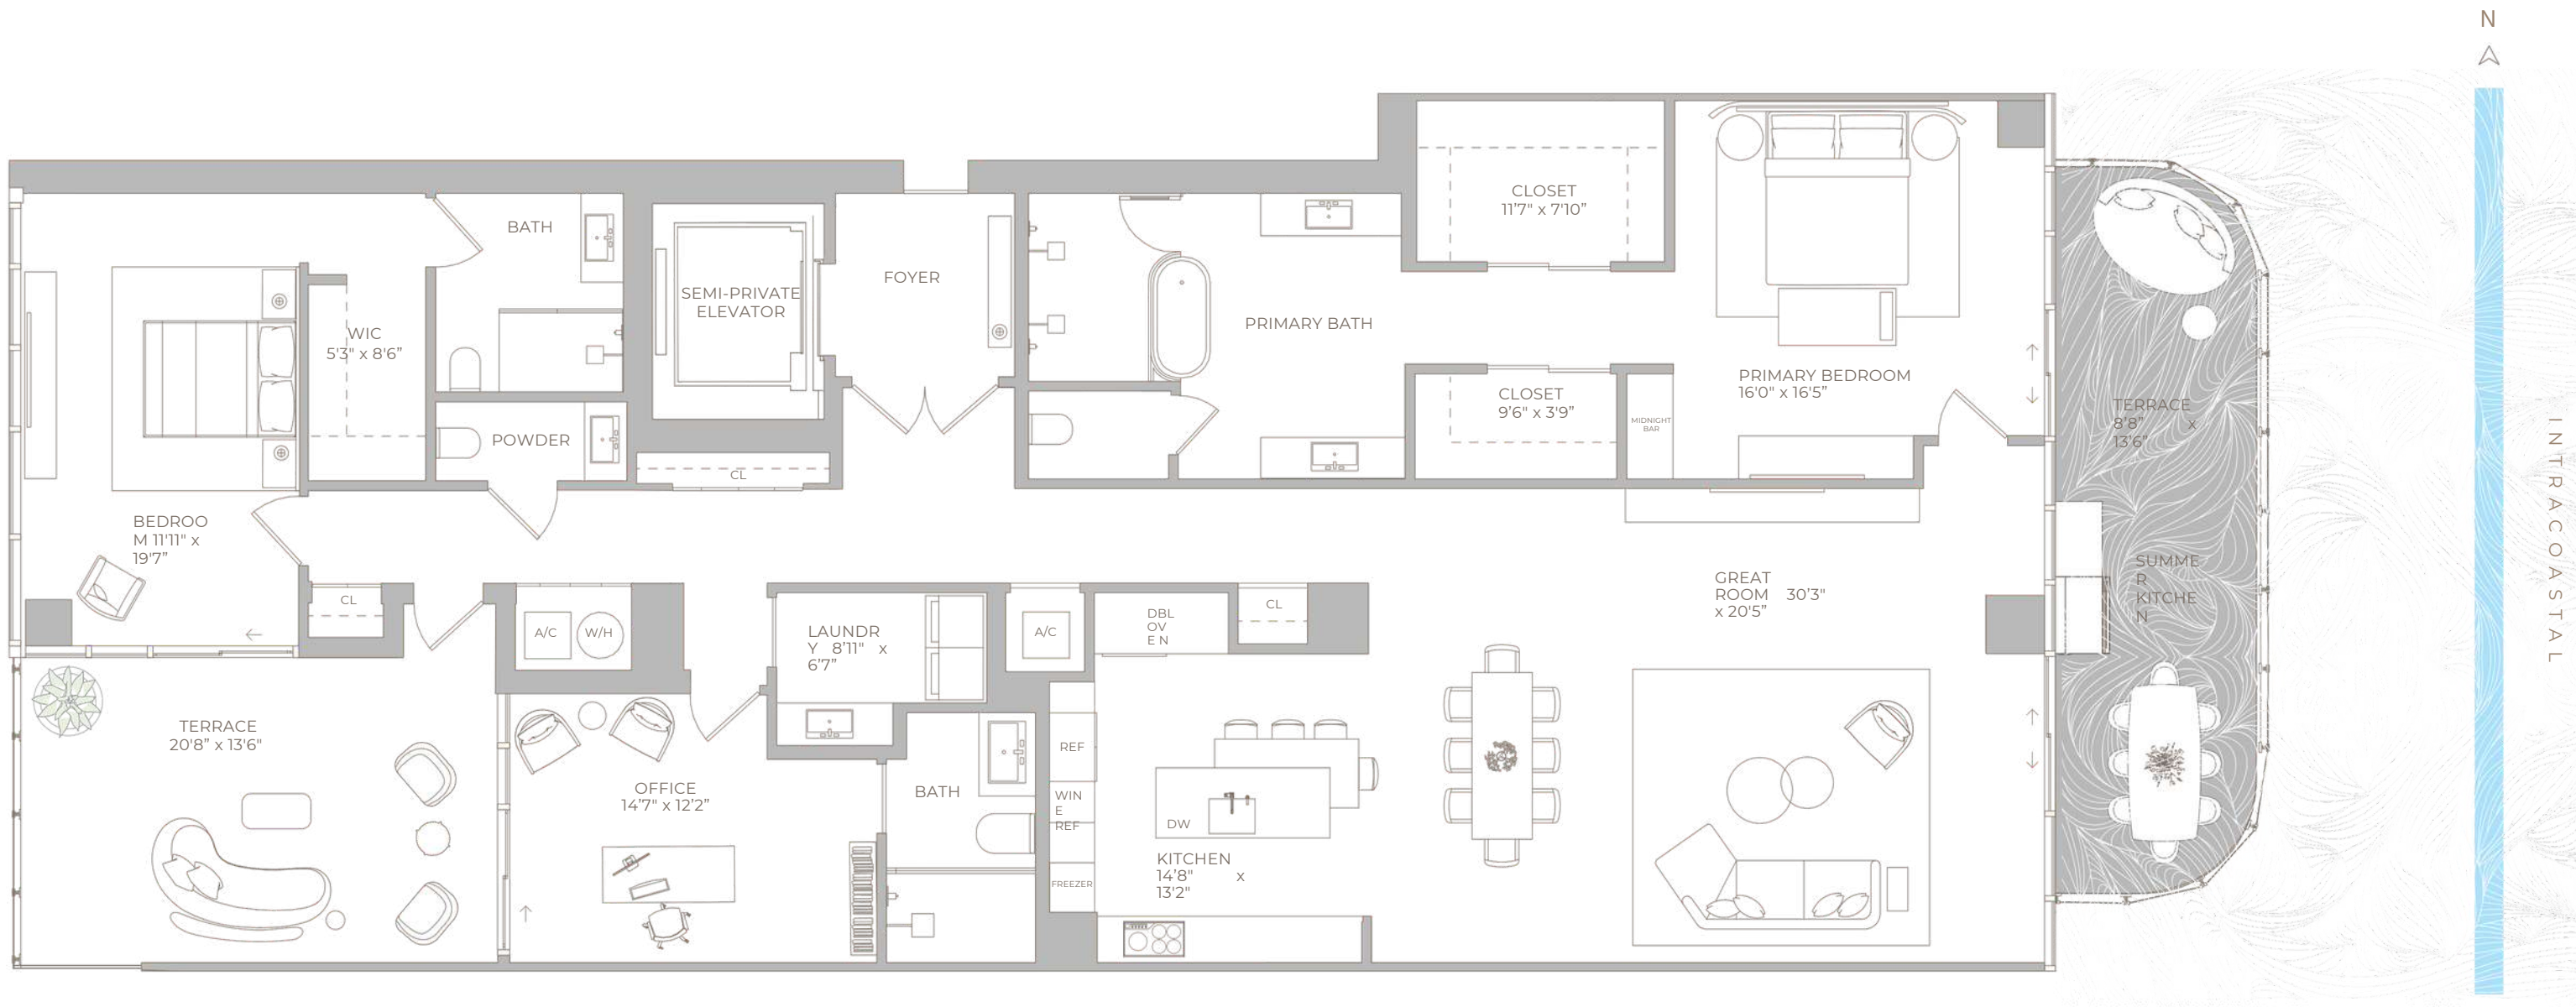 N
BATH
CLOSET
11'7" x 7'10”
FOYER
SEMI-PRIVATE
ELEVATOR
WIC
5'3" x 8'6”
PRIMARY BATH
PRIMARY BEDROOM
16'0" x 16'5”
CLOSET
9’6" x 3’9”
MIDNIGHT
BAR
TERRACE
8’8” x
13’6”
POWDER
CL
BEDROO
M 11'11" x
19'7”
SUMME
R
KITCHE
N
INTRACOASTAL
GREAT
ROOM 30’3"
x 20'5”
CL
A/C
W/H
LAUNDR
Y 8’11" x
6’7”
A/C
DBL
OV
E N
CL
TERRACE
20'8” x 13'6"
OFFICE
14’7" x 12’2”
BATH
REF
WIN
E
REF
DW
KITCHEN
14’8" x
13’2"
FREEZER